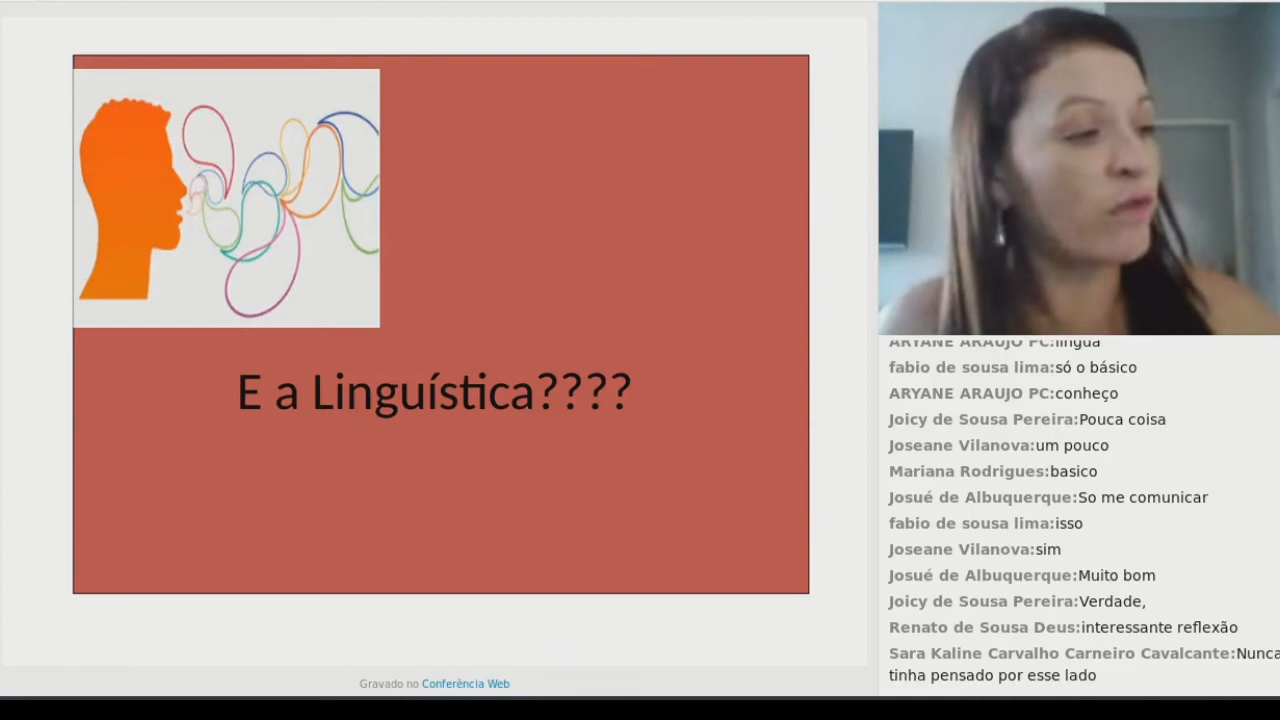 E a Linguística????
Gravado no Conferência Web
ARYANE ARAUJO PC:língua
fabio de sousa lima:só o básico
ARYANE ARAUJO PC:conheço
Joicy de Sousa Pereira:Pouca coisa
Joseane Vilanova:um pouco
Mariana Rodrigues:basico
Josué de Albuquerque:So me comunicar
fabio de sousa lima:isso
Joseane Vilanova:sim
Josué de Albuquerque:Muito bom
Joicy de Sousa Pereira:Verdade,
Renato de Sousa Deus:interessante reflexão
Sara Kaline Carvalho Carneiro Cavalcante:Nunca
tinha pensado por esse lado